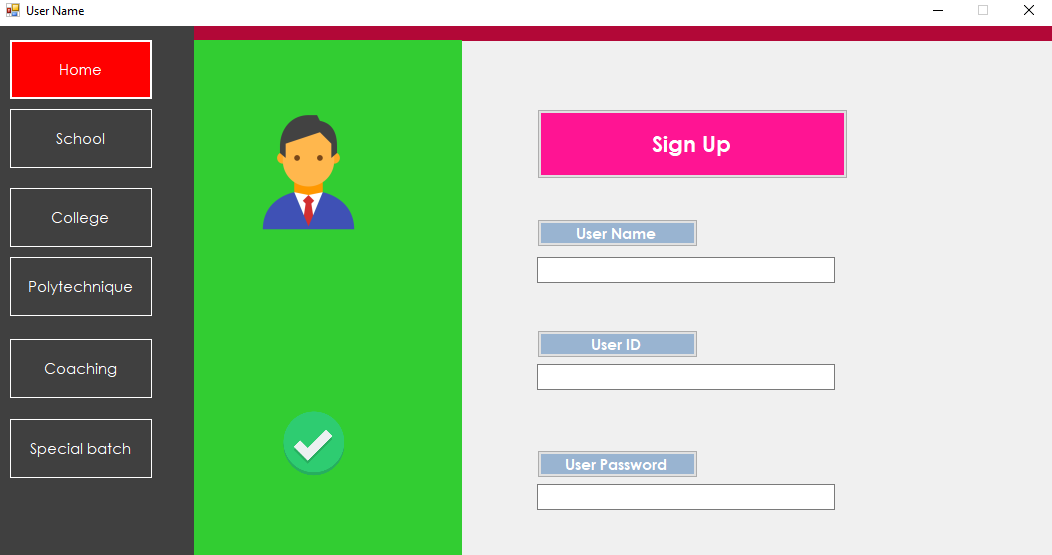 User Name
Home
School
College
Polytechnique
Coaching
Special batch
Sign Up
User Name
User ID
User Password